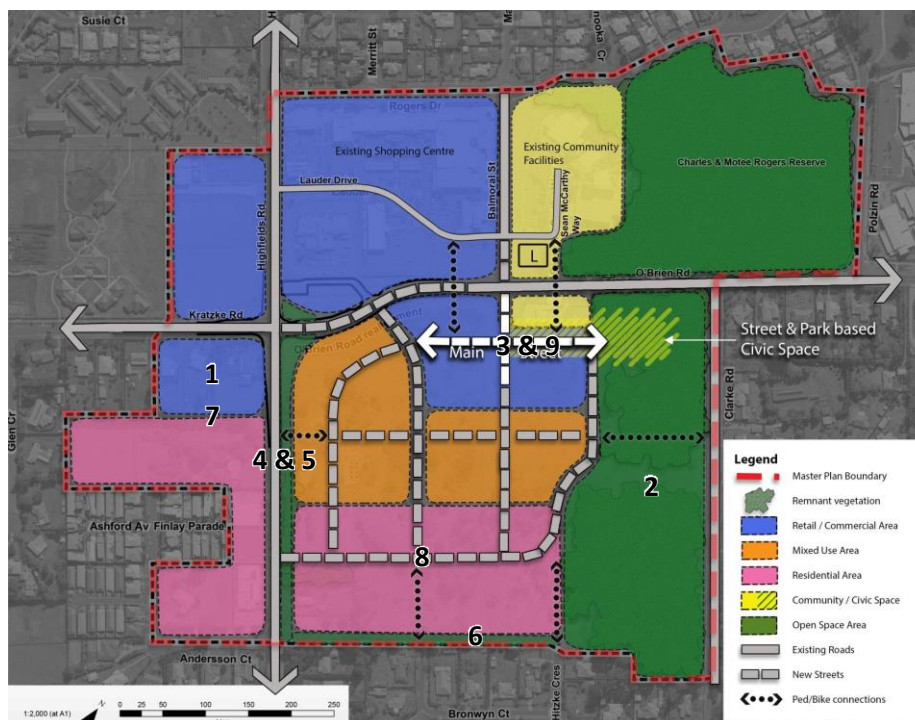 Susie Ct
H
Merritt St
Ma
nooka Cr
Rogers Dr
Existing Shopping Centre
Existing Community
Facilities
Charles & Motee Rogers Reserve
Lauder Drive
Balmoral St
Sean McCarthy
Way
Highfields Rd
Polzin Rd
L
O'Brien Rd
Kratzke Rd
O'Brien Road
Street & Park based
Civic Space
Main
3 & 9
1
7
Glen Cr
Clarke Rd
4 & 5
2
Ashford Av Finlay Parade
8
6
Andersson Ct
Hitzke Cres
Bronwyn Ct
1:2,000 (at A1)
N
0 25 50 100 150 200 250
Legend
Master Plan Boundary
Remnant vegetation
Retail / Commercial Area
Mixed Use Area
Residential Area
Community / Civic Space
Open Space Area
Existing Roads
New Streets
Ped/Bike connections